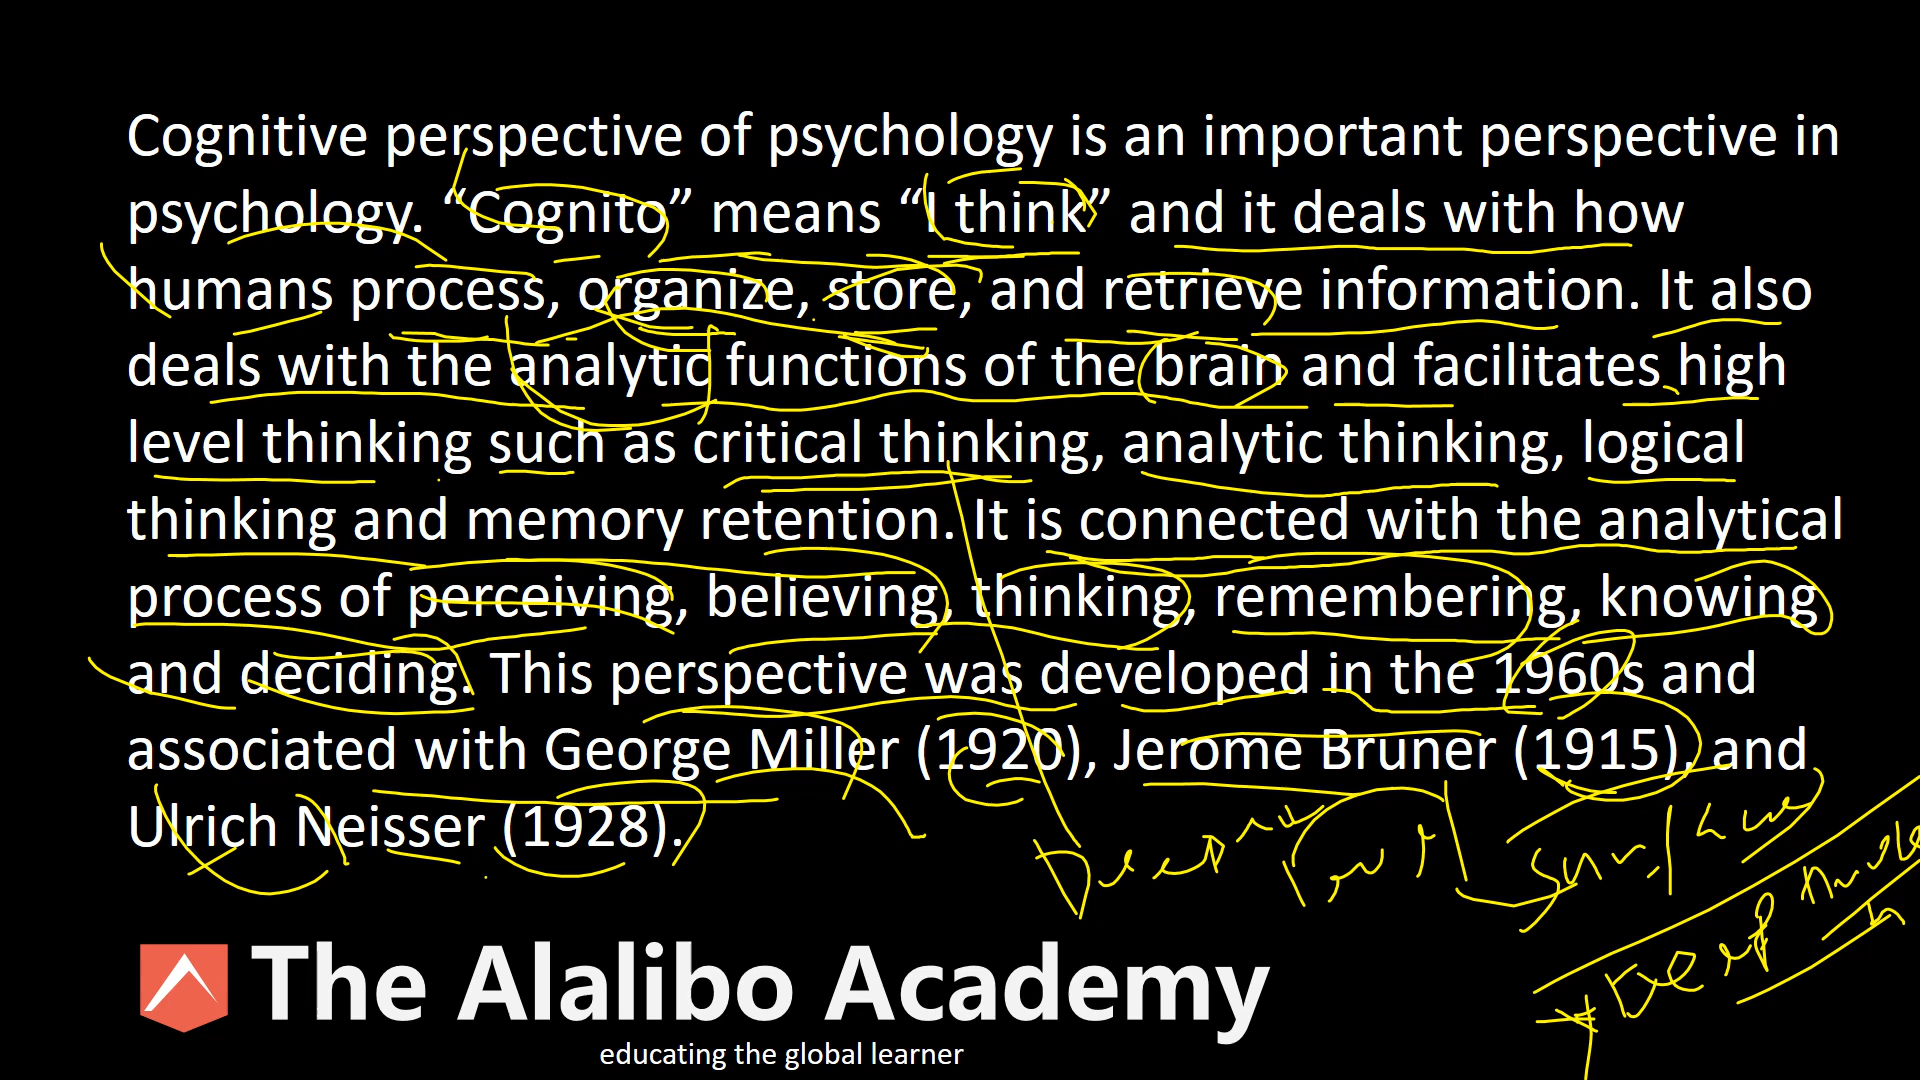 Cognitive perspective of psychology is an important perspective in
psychology. “Cognito” means “I think” and it deals with how
humans process, organize, store, and retrieve information. It also
deals with the analytic functions of the brain and facilitates high
level thinking such as critical thinking, analytic thinking, logical
thinking and memory retention. It is connected with the analytical
process of perceiving, believing, thinking, remembering, knowing
and deciding. This perspective was developed in the 1960s and
associated with George Miller (1920), Jerome Bruner (1915), and
Ulrich Neisser (1928).
The Alalibo Academy
educating the global learner